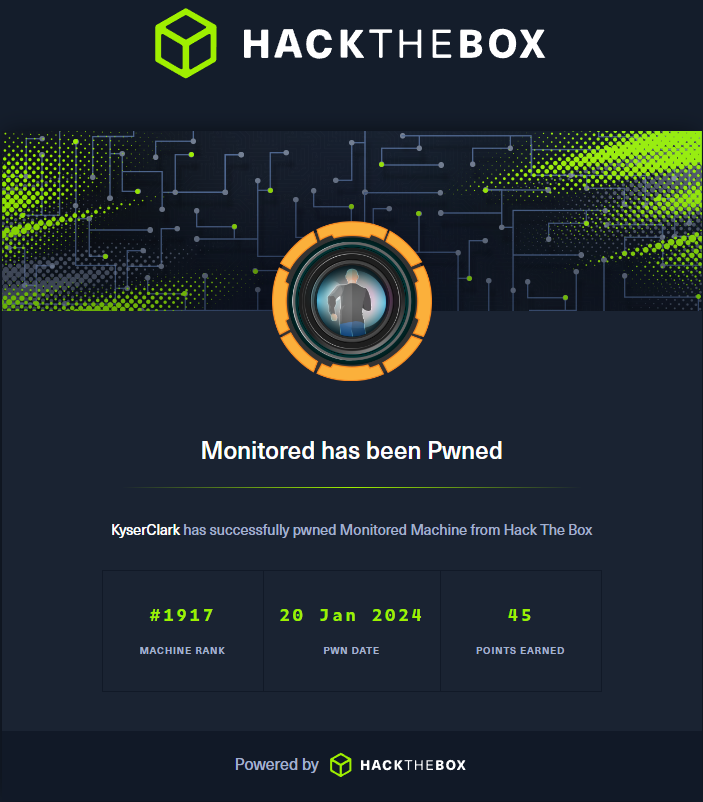 HACKTHEBOX
Monitored has been Pwned
KyserClark has successfully pwned Monitored Machine from Hack The Box
#1917 20 Jan 2024 45
MACHINE RANK PWN DATE POINTS EARNED
Powered by HACKTHEBOX